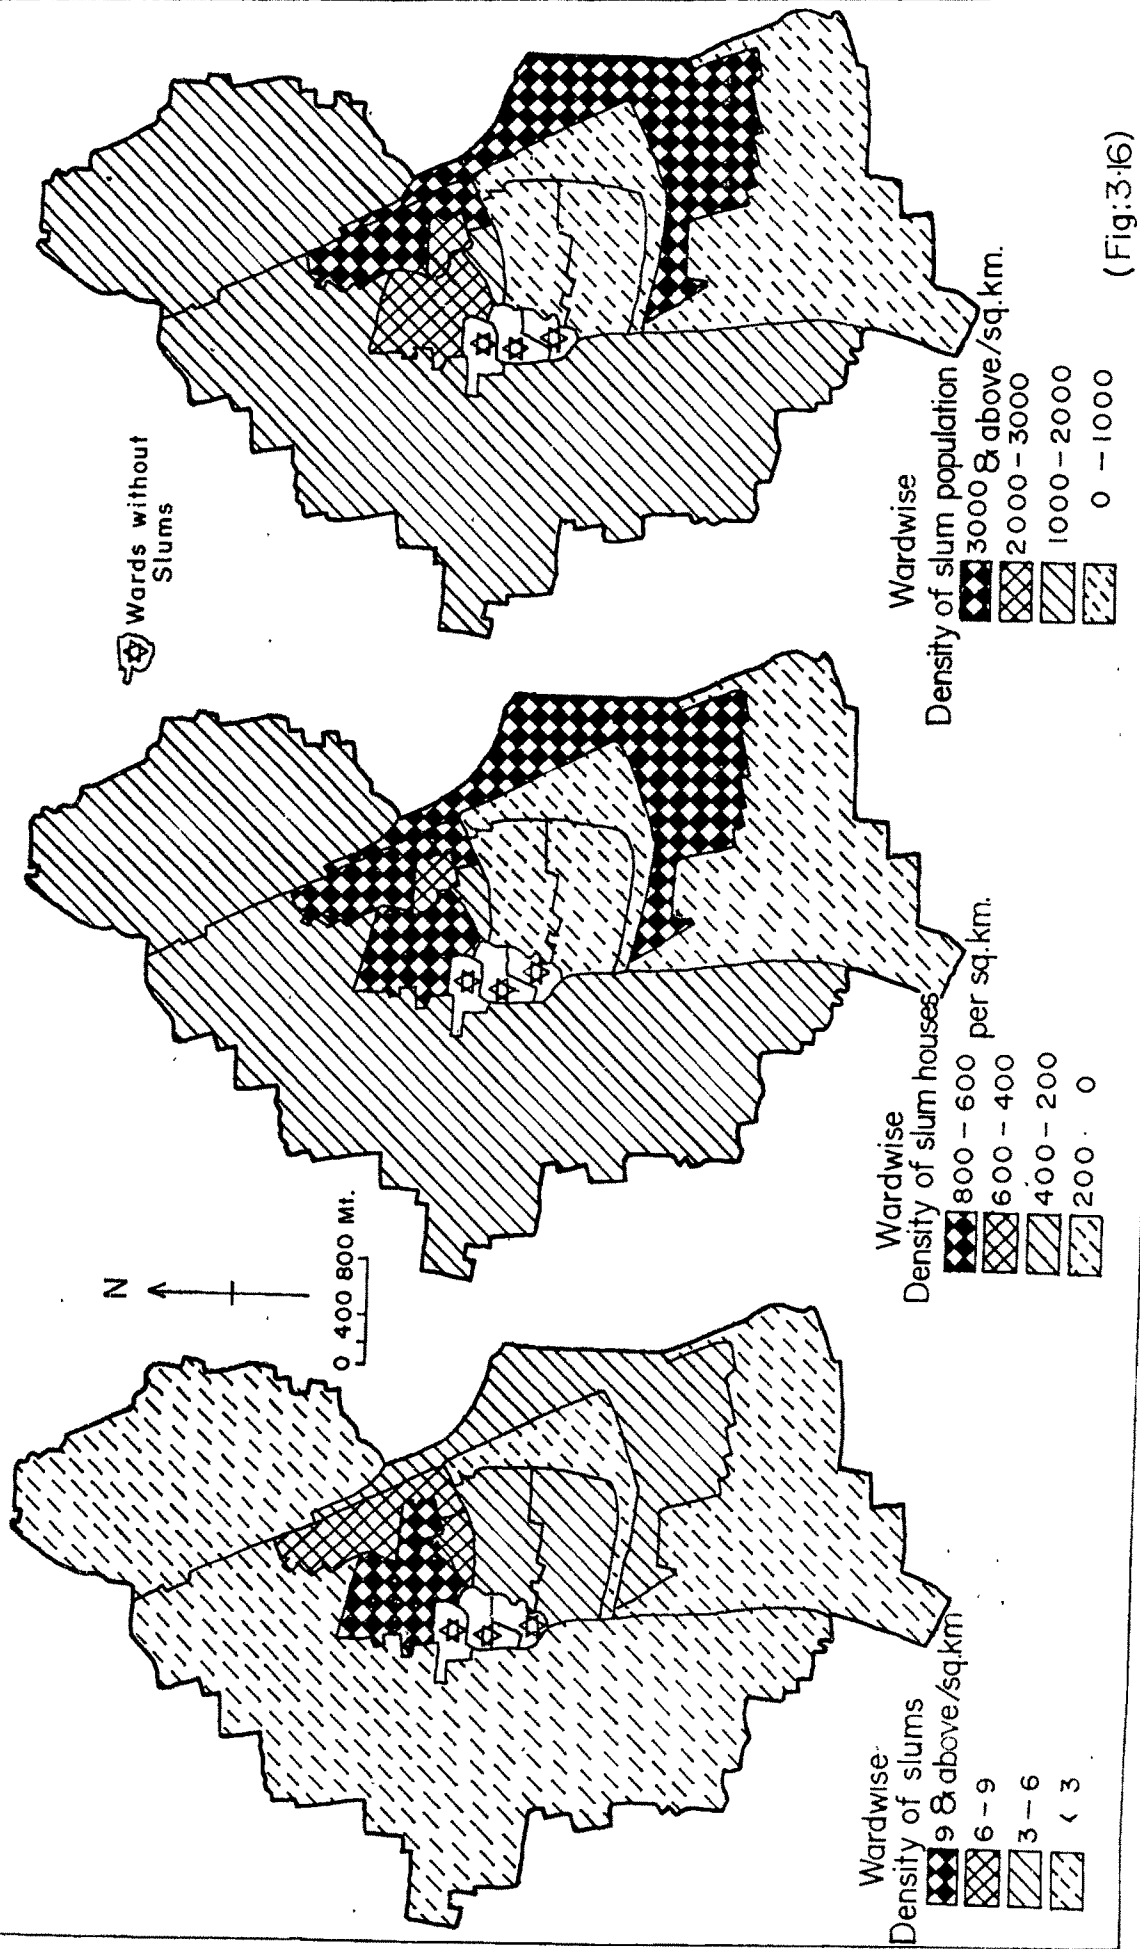 N
0 400 800 Mt.
Wards without
Slums
Wardwise
Density of slums
9 & above/sq.km
6-9
3-6
< 3
Wardwise
Density of slum houses
800-600 per sq.km.
600-400
400-200
200. 0
Wardwise
Density of slum population
3000 & above/sq.km.
2000-3000
1000-2000
0-1000
(Fig:3·16)